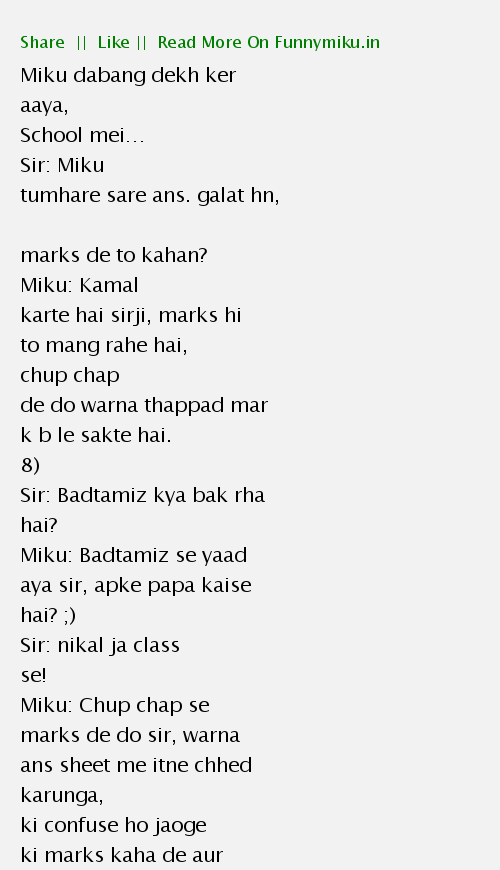 Share || Like || Read More On Funnymiku.in
Miku dabang dekh ker
aaya,
School mei...
Sir: Miku
tumhare sare ans. galat hn,
marks de to kahan?
Miku: Kamal
karte hai sirji, marks hi
to mang rahe hai,
chup chap
de do warna thappad mar
k b le sakte hai.
8)
Sir: Badtamiz kya bak rha
hai?
Miku: Badtamiz se yaad
aya sir, apke papa kaise
hai? ;)
Sir: nikal ja class
se!
Miku: Chup chap se
marks de do sir, warna
ans sheet me itne chhed
karunga,
ki confuse ho jaoge
ki marks kaha de aur